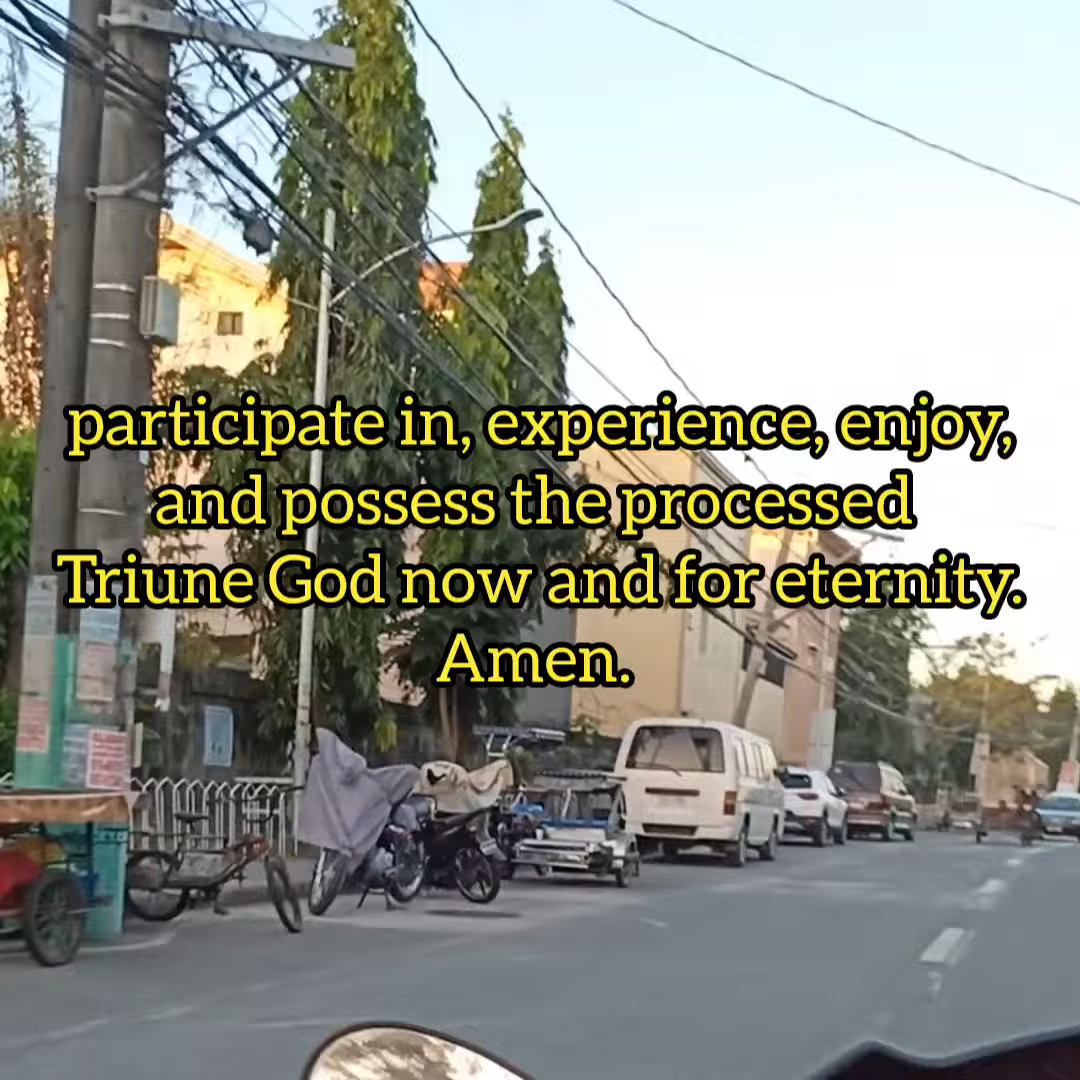 participate in, experience, enjoy,
and possess the processed
Triune God now and for eternity.
Amen.